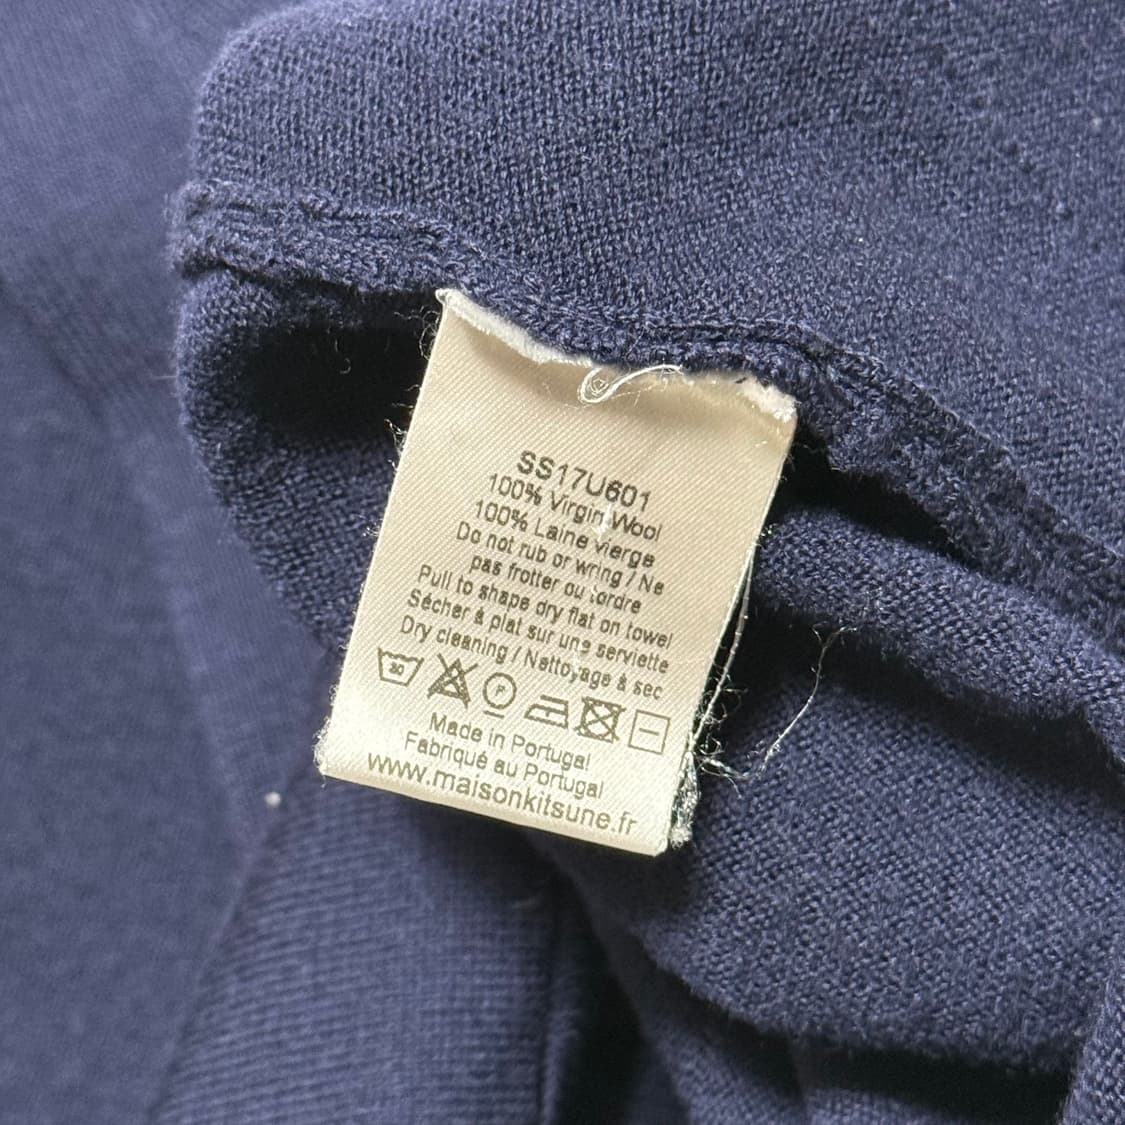 SS17U601
100% Virgin Wool
100% Laine vierge
Do not rub or wring / Ne
pas frotter ou tordre
Pull to shape dry flat on towel
Sécher à plat sur une serviette
Dry cleaning / Nettoyage à sec
30 P
Made in Portugal
Fabriqué au Portugal
www.maisonkitsune.fr